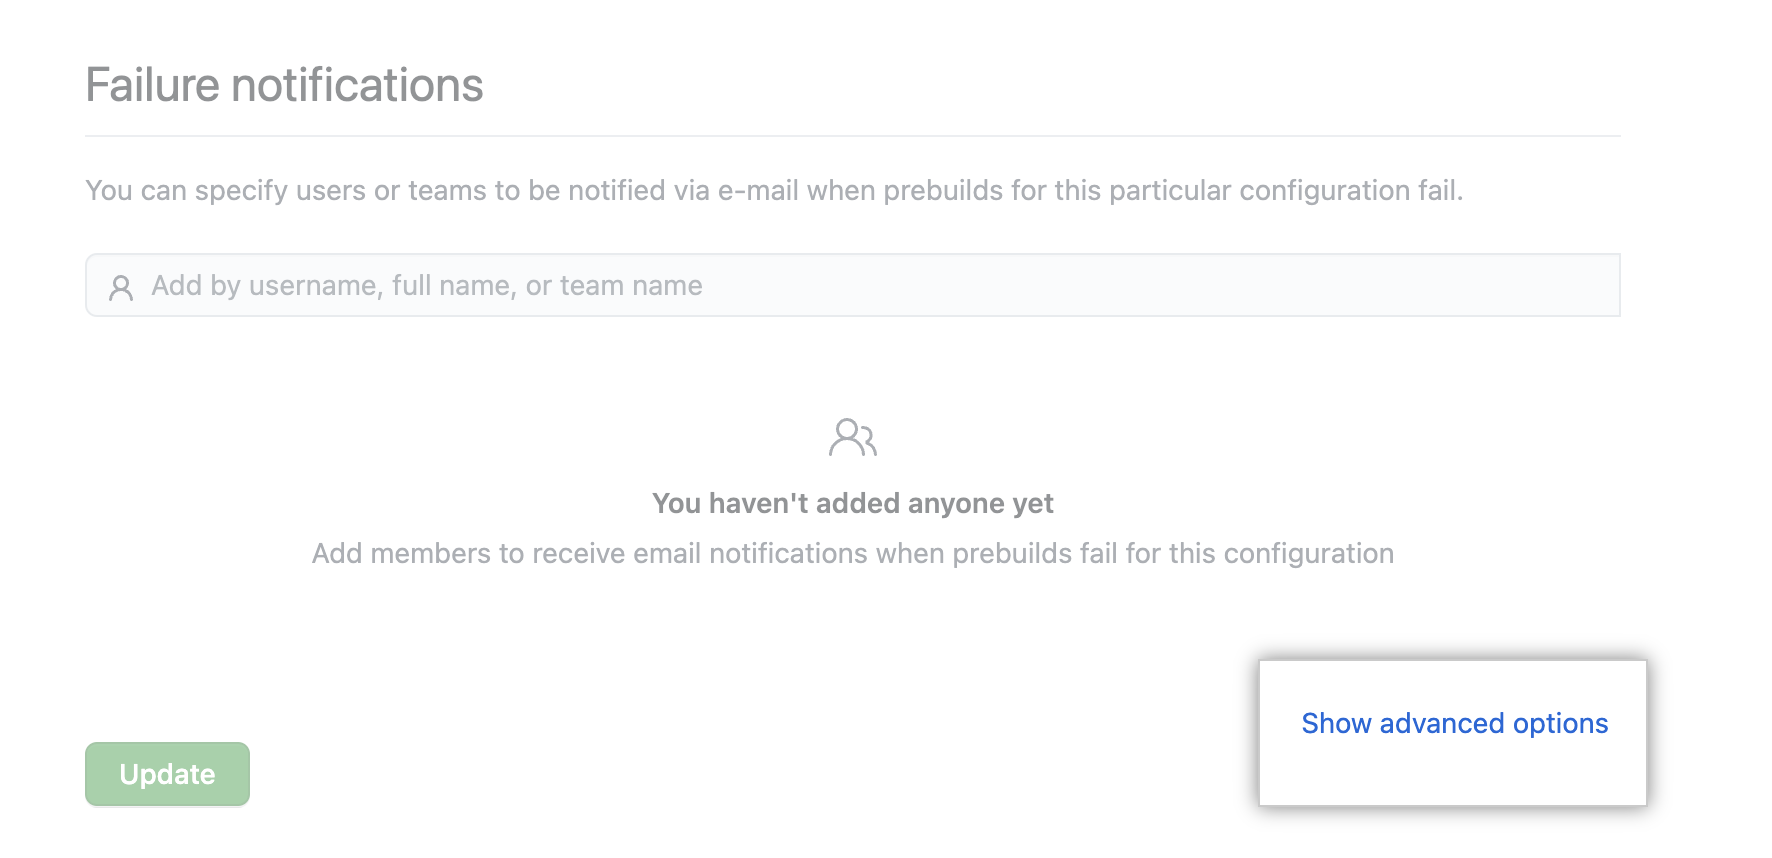 Failure notifications
You can specify users or teams to be notified via e-mail when prebuilds for this particular configuration fail.
Add by username, full name, or team name
You haven't added anyone yet
Add members to receive email notifications when prebuilds fail for this configuration
Show advanced options
Update